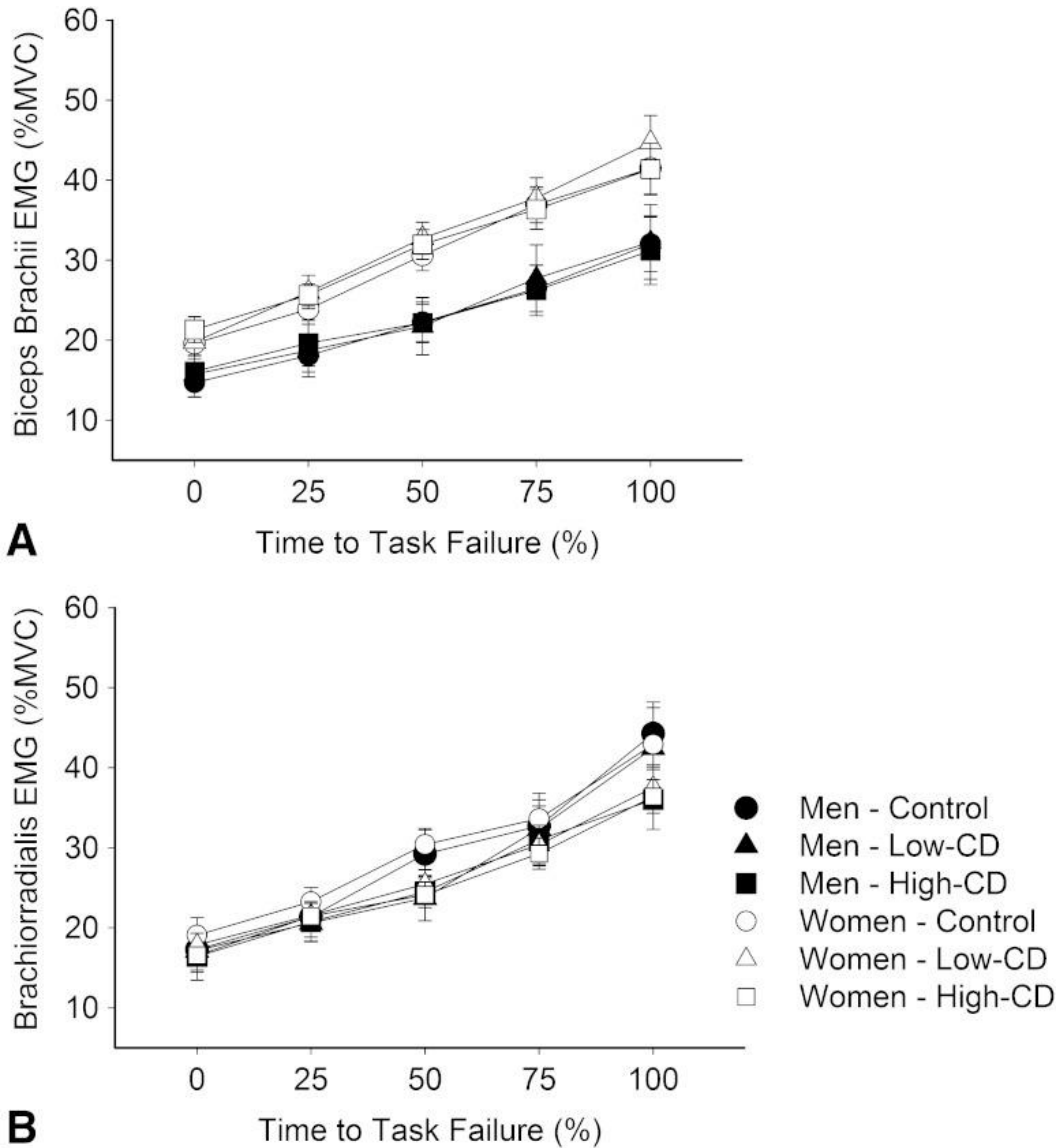 60
50
40
30
20
10
Biceps Brachii EMG (%MVC)
0 25 50 75 100
Time to Task Failure (%)
A
60
50
40
30
20
10
Brachiorradialis EMG (%MVC)
0 25 50 75 100
Time to Task Failure (%)
B
Men - Control
Men - Low-CD
Men - High-CD
Women - Control
Women - Low-CD
Women - High-CD